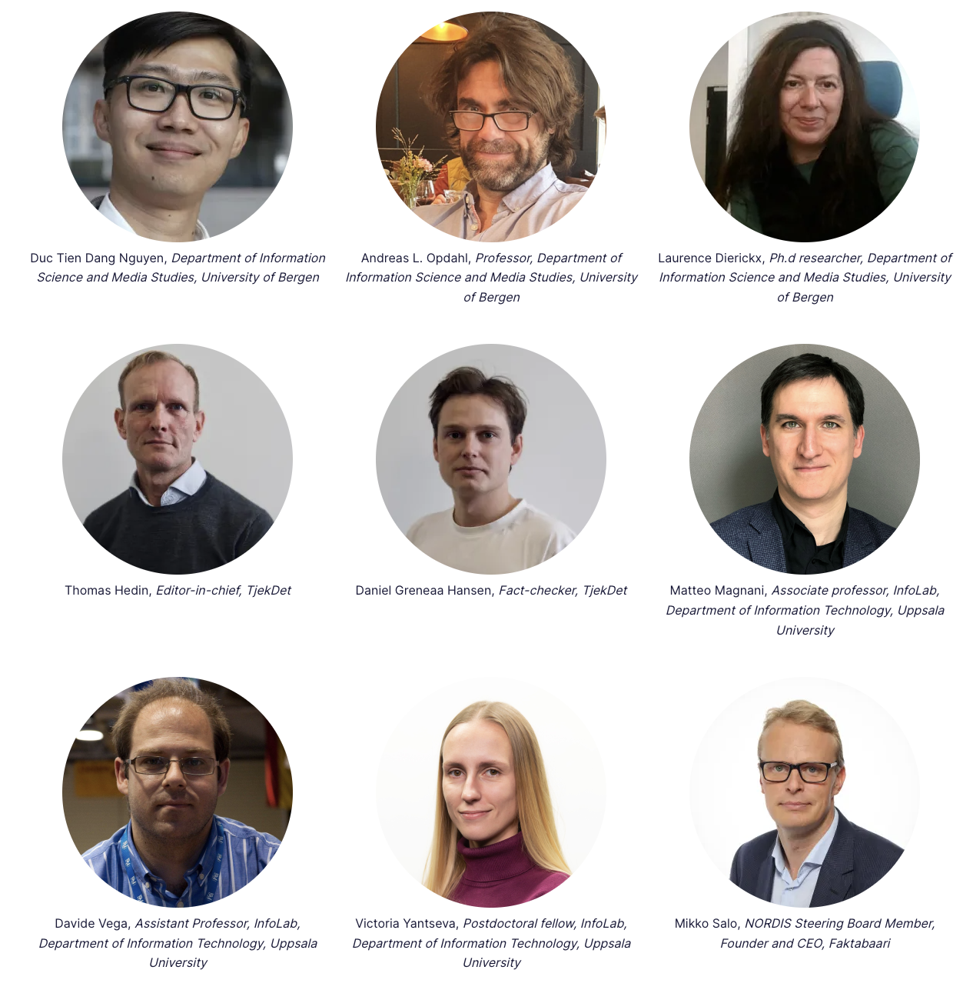 Duc Tien Dang Nguyen, Department of Information
Science and Media Studies, University of Bergen
Andreas L. Opdahl, Professor, Department of
Information Science and Media Studies, University
of Bergen
Laurence Dierickx, Ph.d researcher, Department of
Information Science and Media Studies, University
of Bergen
Thomas Hedin, Editor-in-chief, TjekDet
Daniel Greneaa Hansen, Fact-checker, TjekDet
Matteo Magnani, Associate professor, InfoLab,
Department of Information Technology, Uppsala
University
Davide Vega, Assistant Professor, InfoLab,
Department of Information Technology, Uppsala
University
Victoria Yantseva, Postdoctoral fellow, InfoLab,
Department of Information Technology, Uppsala
University
Mikko Salo, NORDIS Steering Board Member,
Founder and CEO, Faktabaari